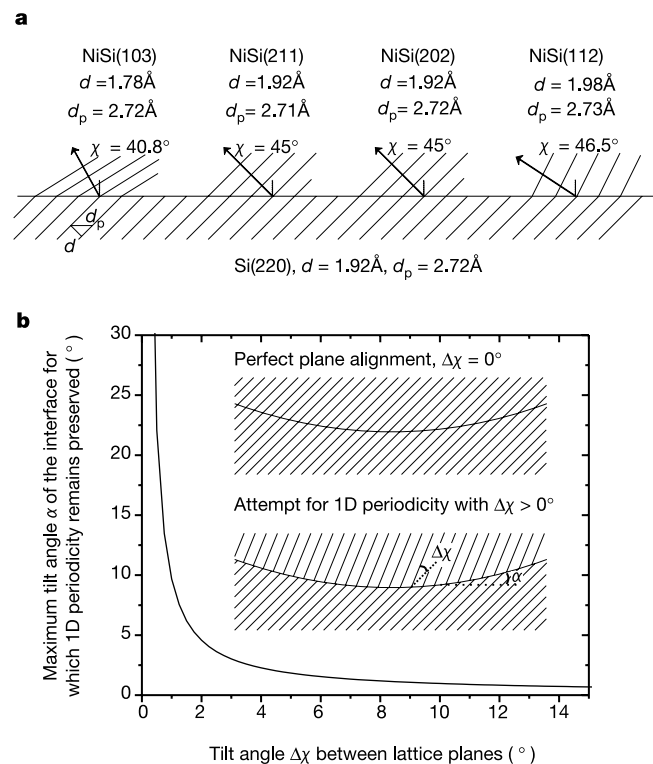 a
NiSi(103) NiSi(211) NiSi(202) NiSi(112)
d =1.78Å d =1.92Å d =1.92Å d =1.98Å
dp = 2.72Å dp = 2.71Å dp = 2.72Å dp = 2.73Å
χ = 40.8° χ = 45° χ = 45° χ = 46.5°
dp
d
Si(220), d = 1.92Å, dp = 2.72Å
b
Maximum tilt angle α of the interface for
which 1D periodicity remains preserved (°)
30
25
20
15
10
5
0
Perfect plane alignment, Δχ = 0°
Attempt for 1D periodicity with Δχ > 0°
Δχ
α
0 2 4 6 8 10 12 14
Tilt angle Δχ between lattice planes (°)